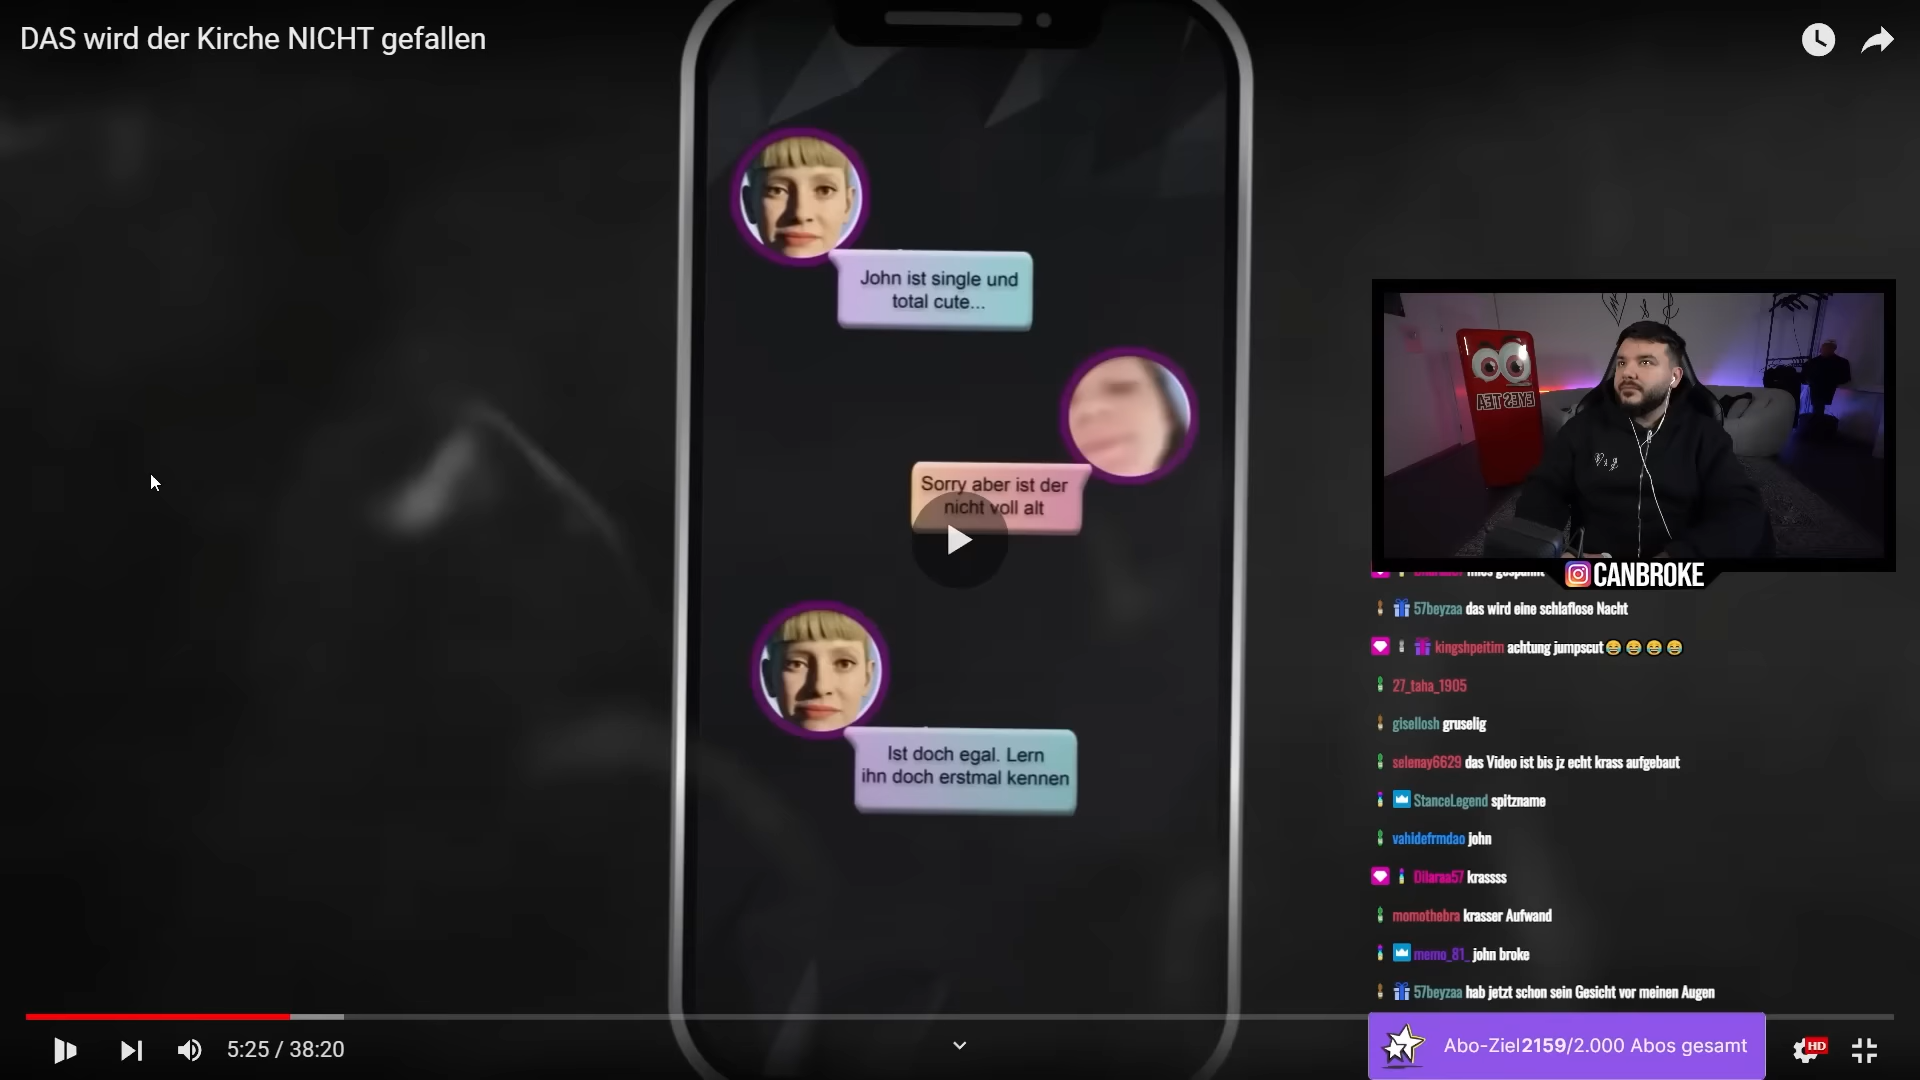 DAS wird der Kirche NICHT gefallen
John ist single und
total cute...
Sorry aber ist der
nicht voll alt
Ist doch egal. Lern
ihn doch erstmal kennen
EYES TEA
CANBROKE
57beyzaa das wird eine schlaflose Nacht
kingshpeitim achtung jumpscut😂😂😂😂
27_taha_1905
gisellosh gruselig
selenay6629 das Video ist bis jz echt krass aufgebaut
StanceLegend spitzname
vahidefrmdao john
Dilaraa57 krassss
momothebra krasser Aufwand
memo_81_ john broke
57beyzaa hab jetzt schon sein Gesicht vor meinen Augen
5:25 / 38:20
Abo-Ziel2159/2.000 Abos gesamt
HD